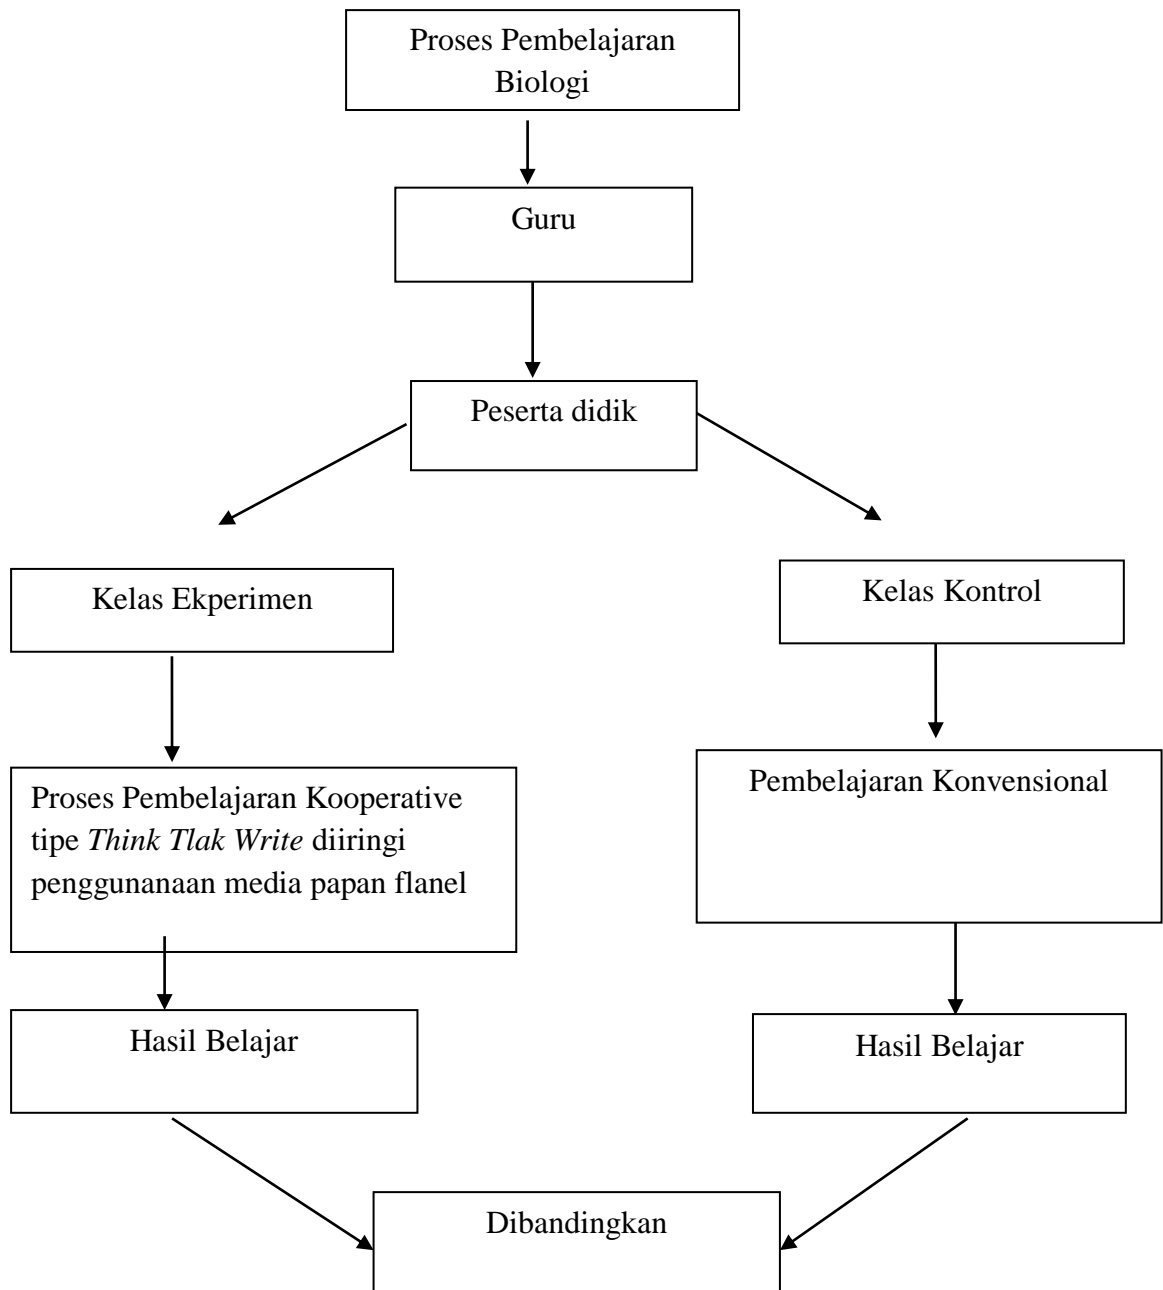 Proses Pembelajaran
Biologi
Guru
Peserta didik
Kelas Ekperimen
Kelas Kontrol
Proses Pembelajaran Kooperative
tipe Think Tlak Write diiringi
penggunanaan media papan flanel
Pembelajaran Konvensional
Hasil Belajar
Hasil Belajar
Dibandingkan